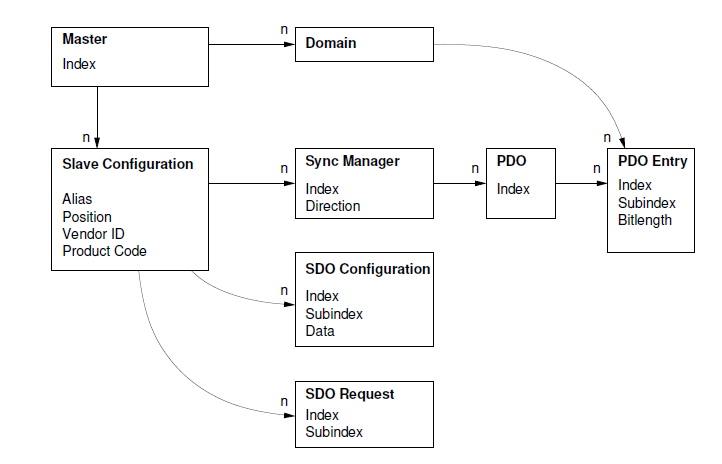 Master
Index
n
Domain
n
n
Slave Configuration
Alias
Position
Vendor ID
Product Code
n
Sync Manager
Index
Direction
n
PDO
Index
n
PDO Entry
Index
Subindex
Bitlength
n
SDO Configuration
Index
Subindex
Data
n
SDO Request
Index
Subindex